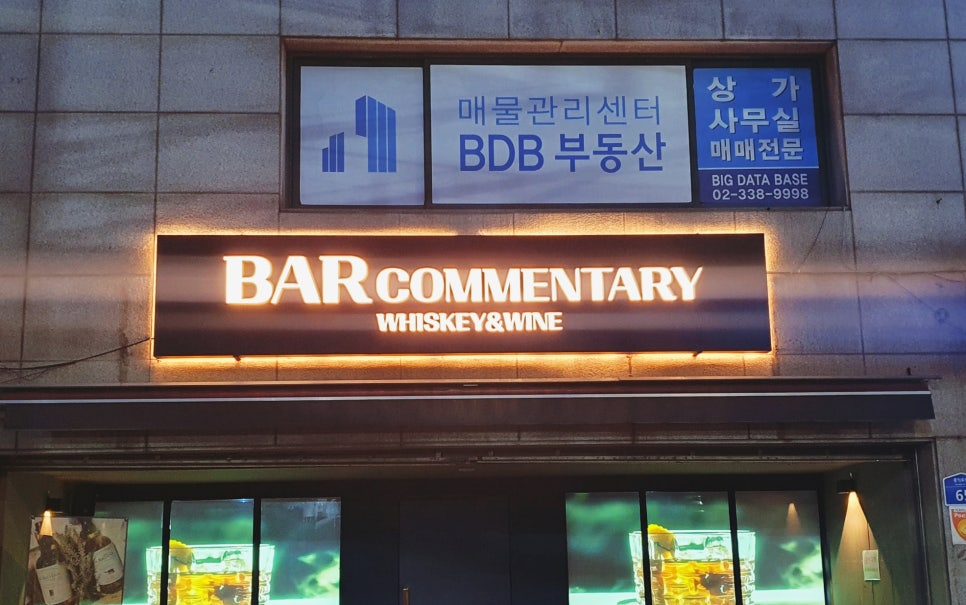 매물관리센터
BDB 부동산
상 가
사무실
매매전문
BIG DATA BASE
02-338-9998
BAR COMMENTARY
WHISKEY&WINE